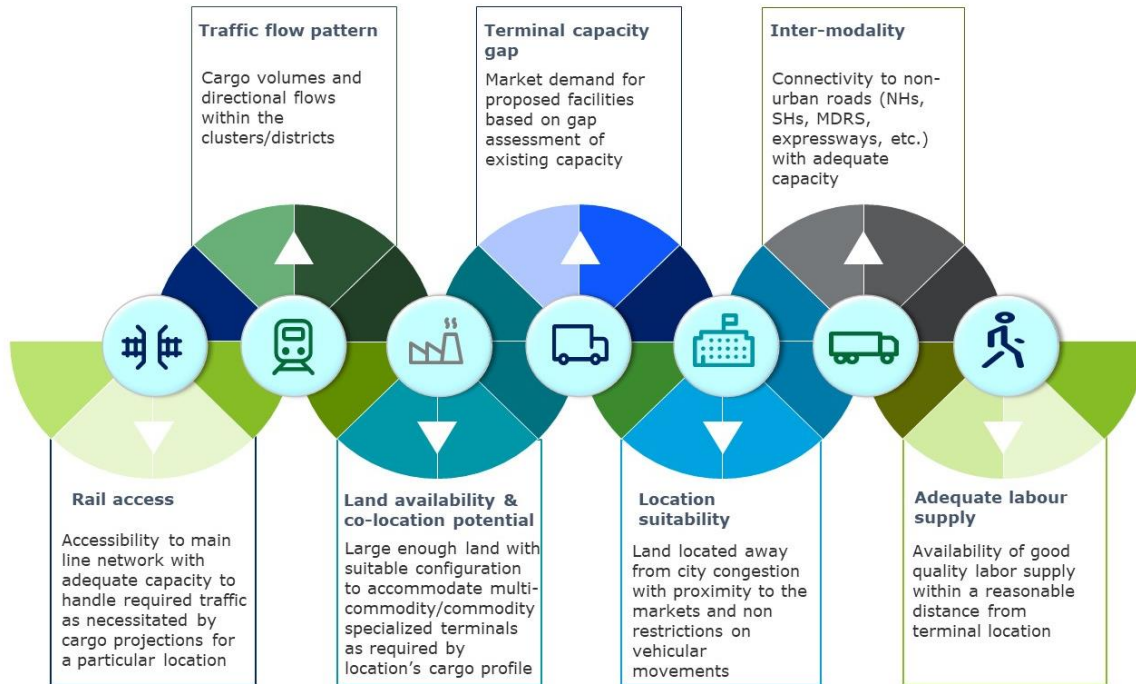 Traffic flow pattern
Cargo volumes and
directional flows
within the
clusters/districts
Terminal capacity
gap
Market demand for
proposed facilities
based on gap
assessment of
existing capacity
Inter-modality
Connectivity to non-
urban roads (NHs,
SHs, MDRS,
expressways, etc.)
with adequate
capacity
Rail access
Accessibility to main
line network with
adequate capacity to
handle required traffic
as necessitated by
cargo projections for
a particular location
Land availability &
co-location potential
Large enough land with
suitable configuration
to accommodate multi-
commodity/commodity
specialized terminals
as required by
location's cargo profile
Location
suitability
Land located away
from city congestion
with proximity to the
markets and non
restrictions on
vehicular
movements
Adequate labour
supply
Availability of good
quality labor supply
within a reasonable
distance from
terminal location